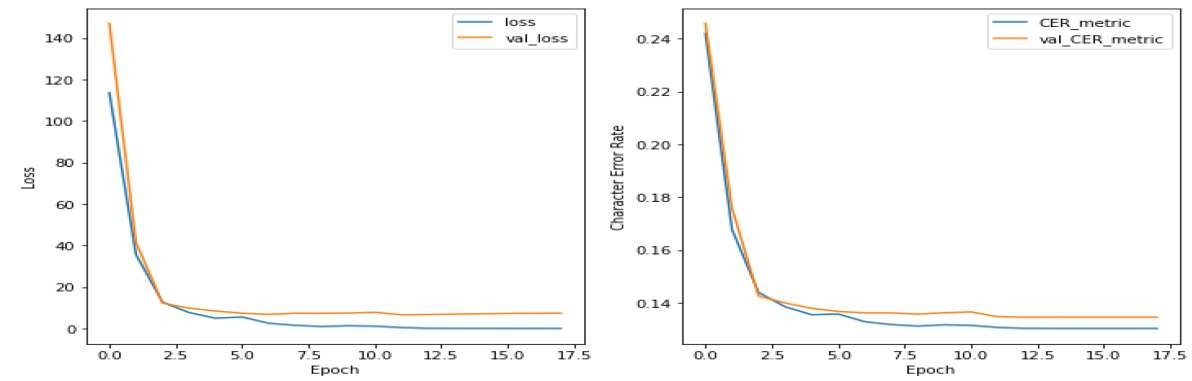 loss
val_loss
140
120
100
80
60
40
20
0
Loss
0.0 2.5 5.0 7.5 10.0 12.5 15.0 17.5
Epoch
CER_metric
val_CER_metric
0.24
0.22
0.20
0.18
0.16
0.14
Character Error Rate
0.0 2.5 5.0 7.5 10.0 12.5 15.0 17.5
Epoch